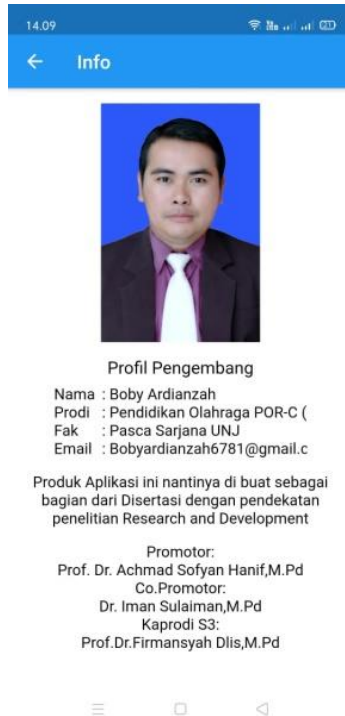 14.09
Info
Profil Pengembang
Nama : Boby Ardianzah
Prodi : Pendidikan Olahraga POR-C (
Fak : Pasca Sarjana UNJ
Email : Bobyardianzah6781@gmail.c
Produk Aplikasi ini nantinya di buat sebagai
bagian dari Disertasi dengan pendekatan
penelitian Research and Development
Promotor:
Prof. Dr. Achmad Sofyan Hanif,M.Pd
Co.Promotor:
Dr. Iman Sulaiman,M.Pd
Kaprodi S3:
Prof.Dr.Firmansyah Dlis,M.Pd